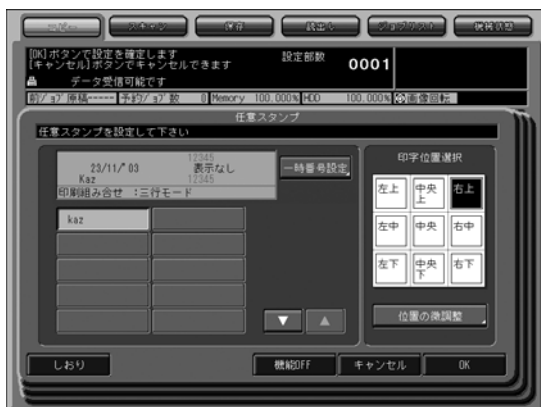 コピー スキャン 保存 読出し ジョブリスト 機械状態
[OK]ボタンで設定を確定し 設定部数 0001
[キャンセル]ボタンでキャンセルできます
データ受信可能です
前ｼﾞｮﾌﾞ原稿----- 予約ｼﾞｮﾌﾞ数 0 Memory 100.000% HDD 100.000% 画像回転
任意スタンプ
任意スタンプを設定して下さい
12345
23/11/'03 表示なし 一時番号設定
Kaz 12345
印刷組み合せ :三行モード
kaz
印字位置選択
左上 中央上 右上
左中 中央 右中
左下 中央下 右下
▼ ▲
位置の微調整
しおり 機能OFF キャンセル OK